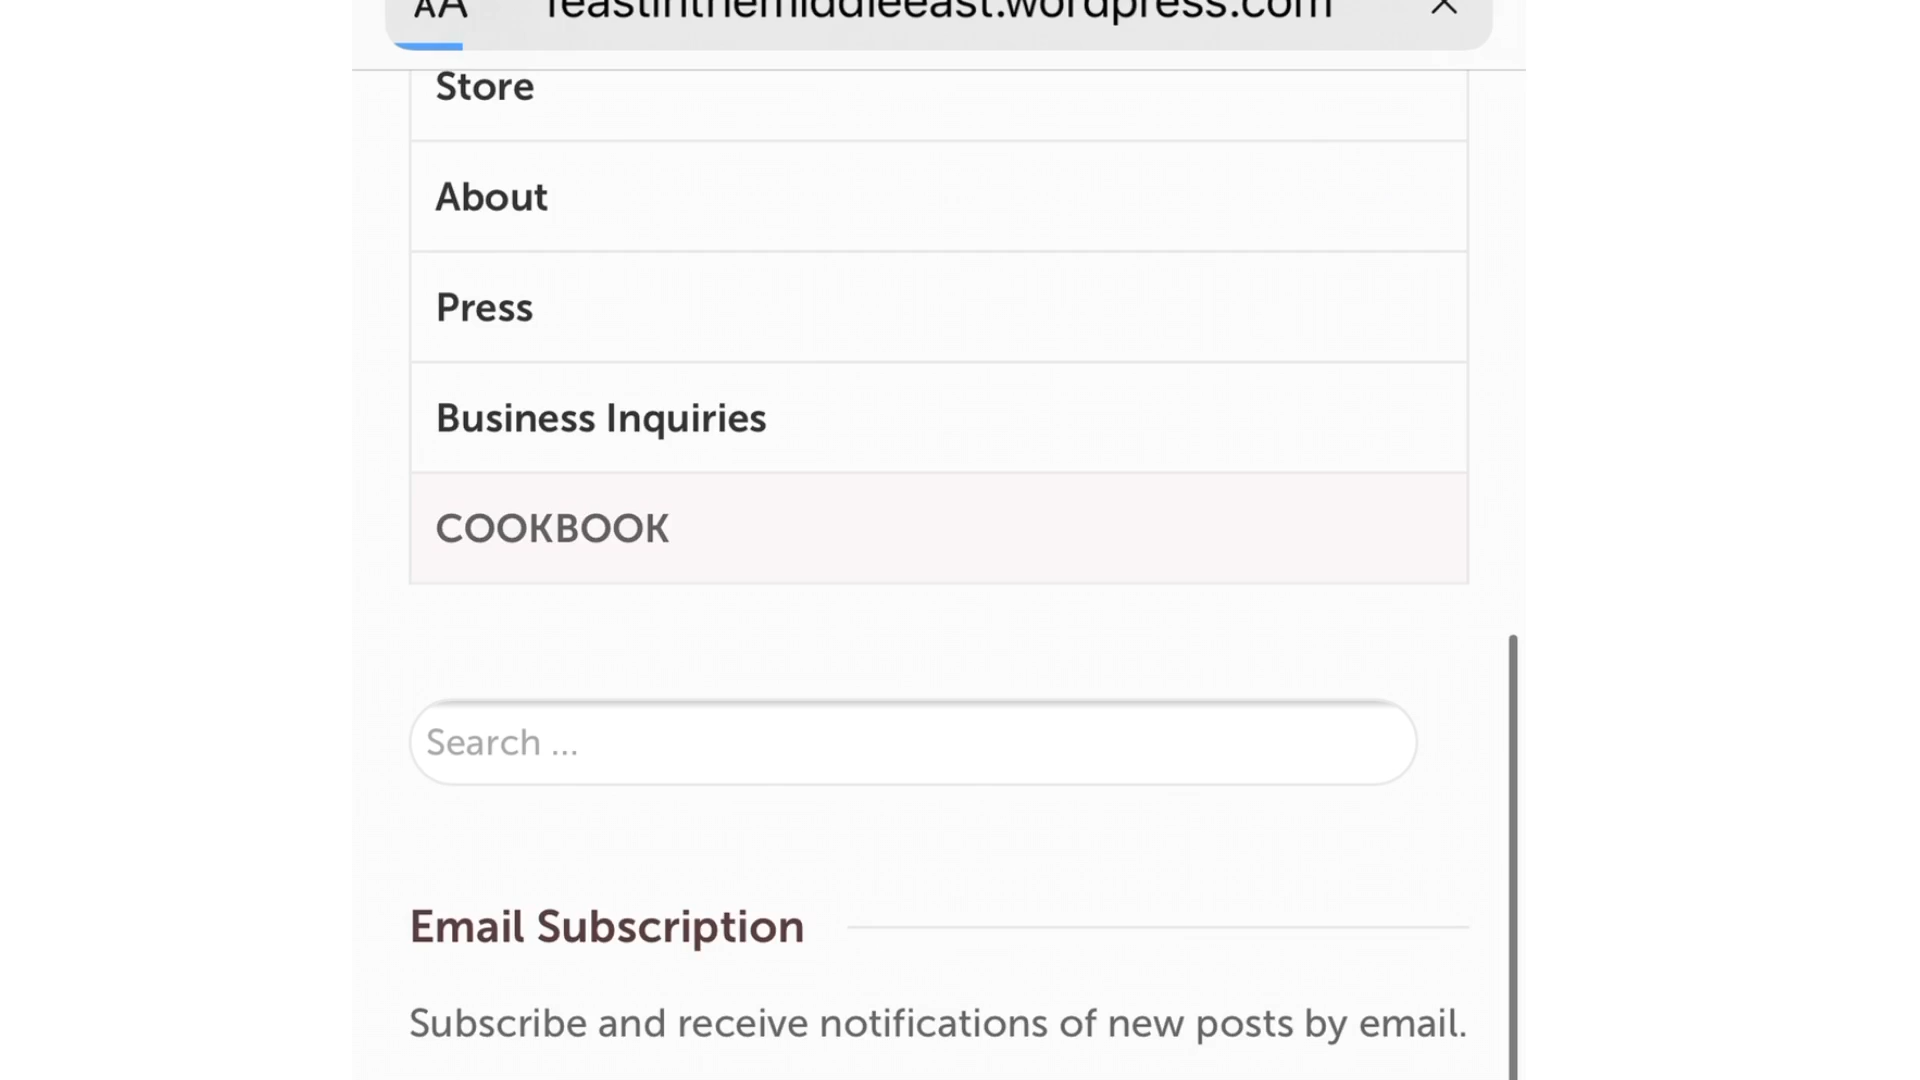 AA feastinthemiddleeast.wordpress.com
Store
About
Press
Business Inquiries
COOKBOOK
Search ...
Email Subscription
Subscribe and receive notifications of new posts by email.